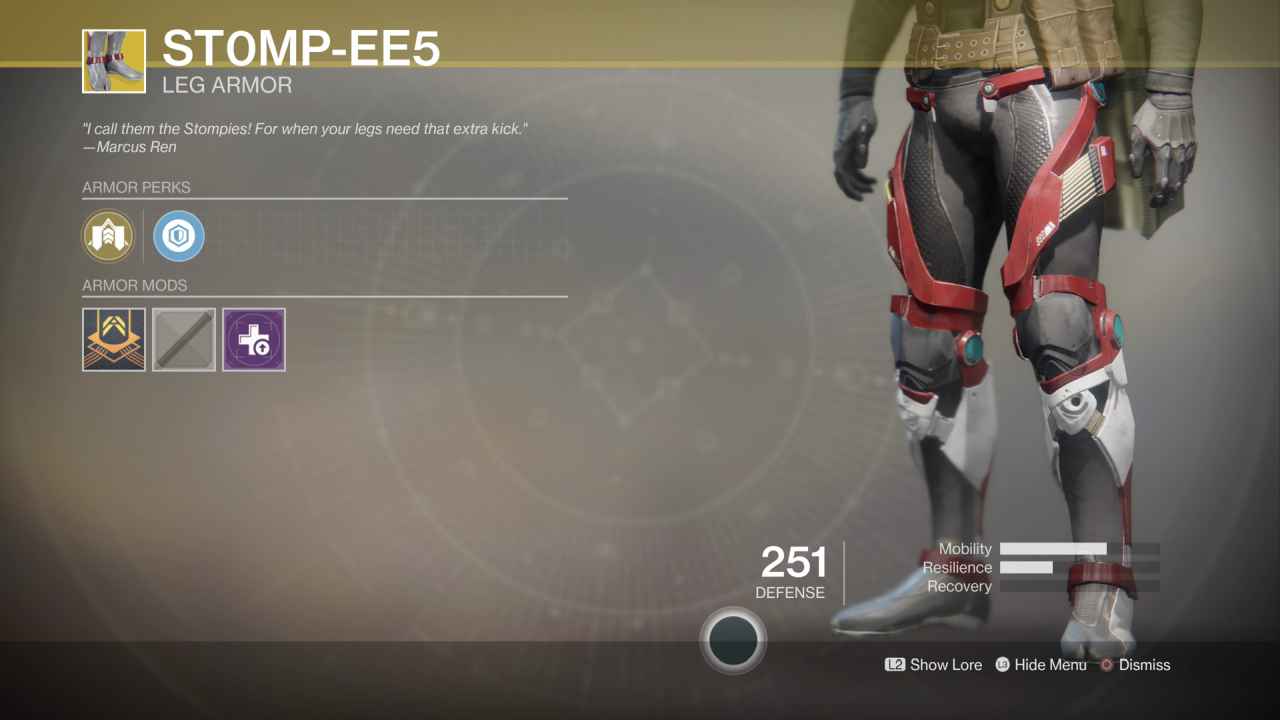 ST0MP-EE5
LEG ARMOR
"I call them the Stompies! For when your legs need that extra kick."
—Marcus Ren
ARMOR PERKS
ARMOR MODS
251
DEFENSE
Mobility
Resilience
Recovery
L2 Show Lore L3 Hide Menu Dismiss